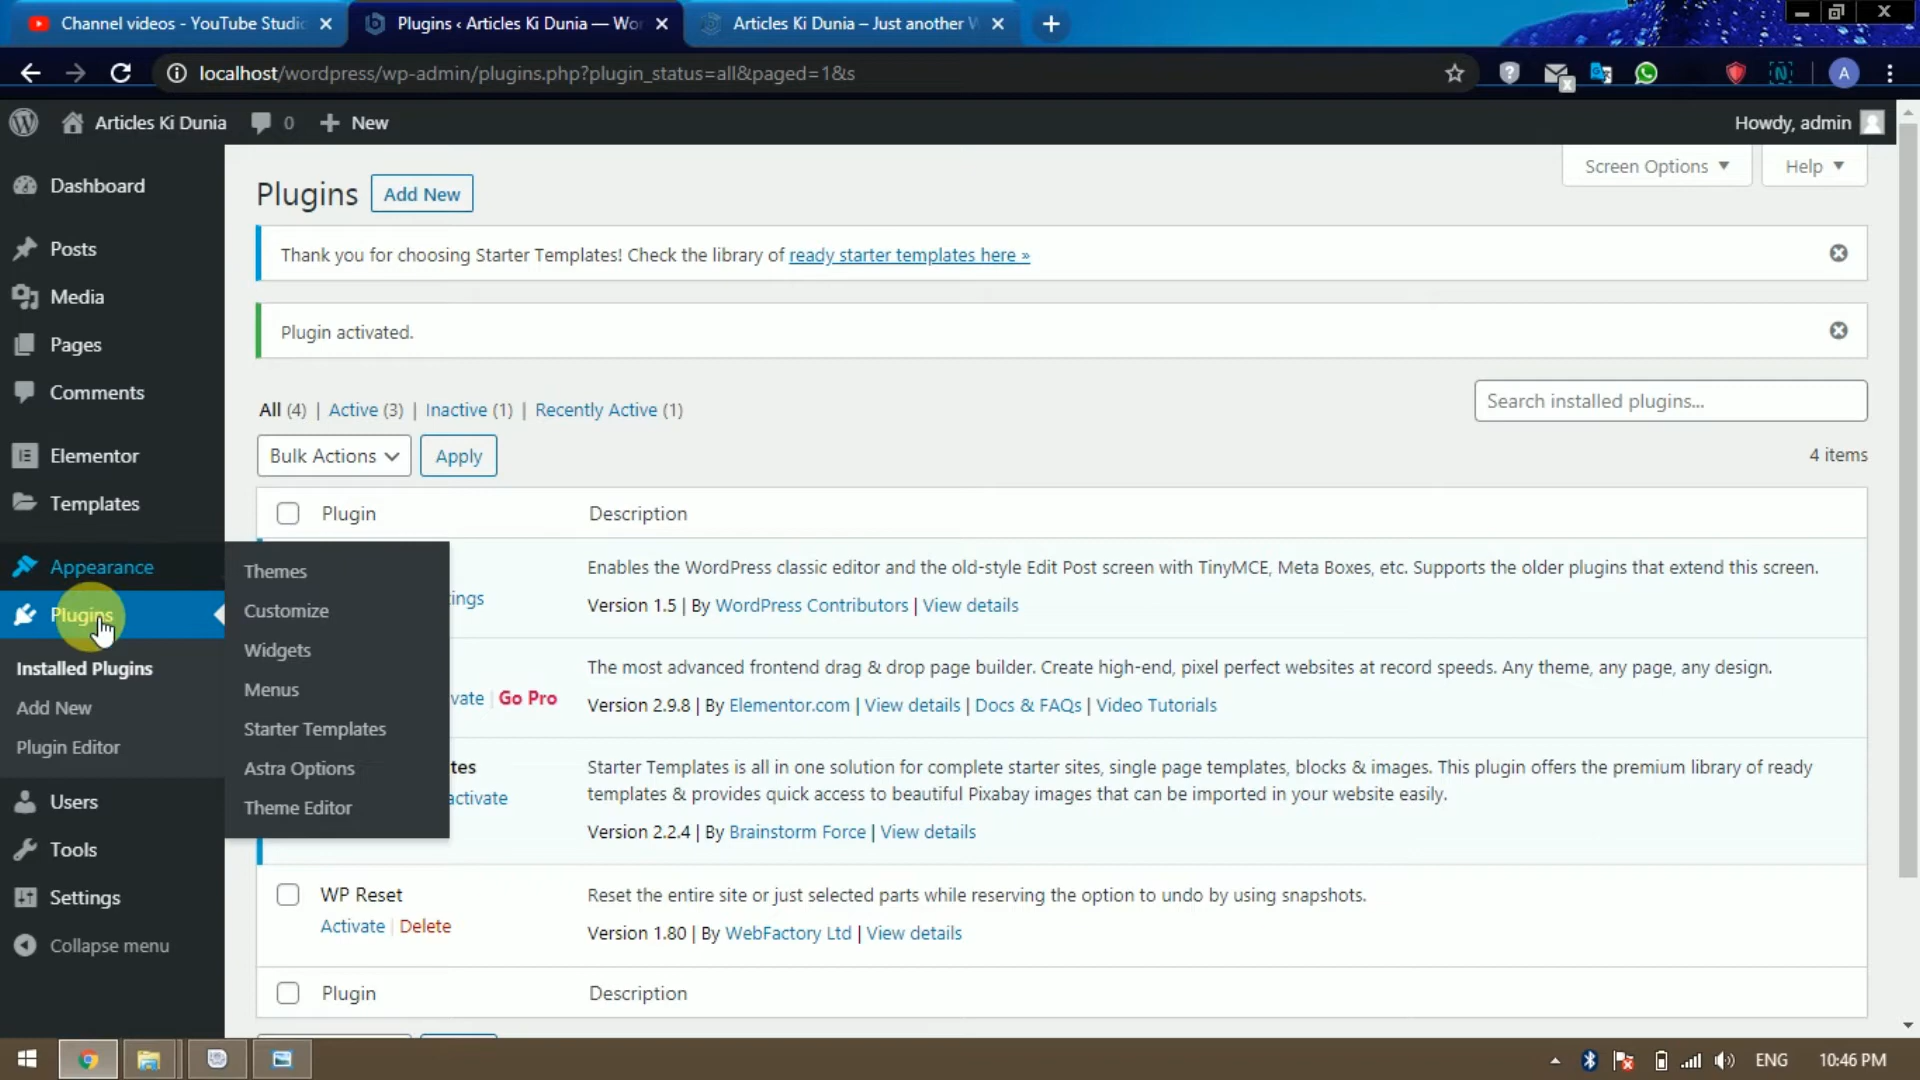 Channel videos - YouTube Studio
Plugins ‹ Articles Ki Dunia — Wor
Articles Ki Dunia – Just another W
localhost/wordpress/wp-admin/plugins.php?plugin_status=all&paged=1&s
A
Articles Ki Dunia
0
New
Howdy, admin
Screen Options
Help
Dashboard
Posts
Media
Pages
Comments
Elementor
Templates
Appearance
Plugins
Installed Plugins
Add New
Plugin Editor
Users
Tools
Settings
Collapse menu
Themes
Customize
Widgets
Menus
Starter Templates
Astra Options
Theme Editor
Plugins
Add New
Thank you for choosing Starter Templates! Check the library of ready starter templates here »
Plugin activated.
All (4) | Active (3) | Inactive (1) | Recently Active (1)
Search installed plugins...
Bulk Actions
Apply
4 items
Plugin
Description
ings
Enables the WordPress classic editor and the old-style Edit Post screen with TinyMCE, Meta Boxes, etc. Supports the older plugins that extend this screen.
Version 1.5 | By WordPress Contributors | View details
vate | Go Pro
The most advanced frontend drag & drop page builder. Create high-end, pixel perfect websites at record speeds. Any theme, any page, any design.
Version 2.9.8 | By Elementor.com | View details | Docs & FAQs | Video Tutorials
tes
activate
Starter Templates is all in one solution for complete starter sites, single page templates, blocks & images. This plugin offers the premium library of ready
templates & provides quick access to beautiful Pixabay images that can be imported in your website easily.
Version 2.2.4 | By Brainstorm Force | View details
WP Reset
Activate | Delete
Reset the entire site or just selected parts while reserving the option to undo by using snapshots.
Version 1.80 | By WebFactory Ltd | View details
Plugin
Description
ENG
10:46 PM